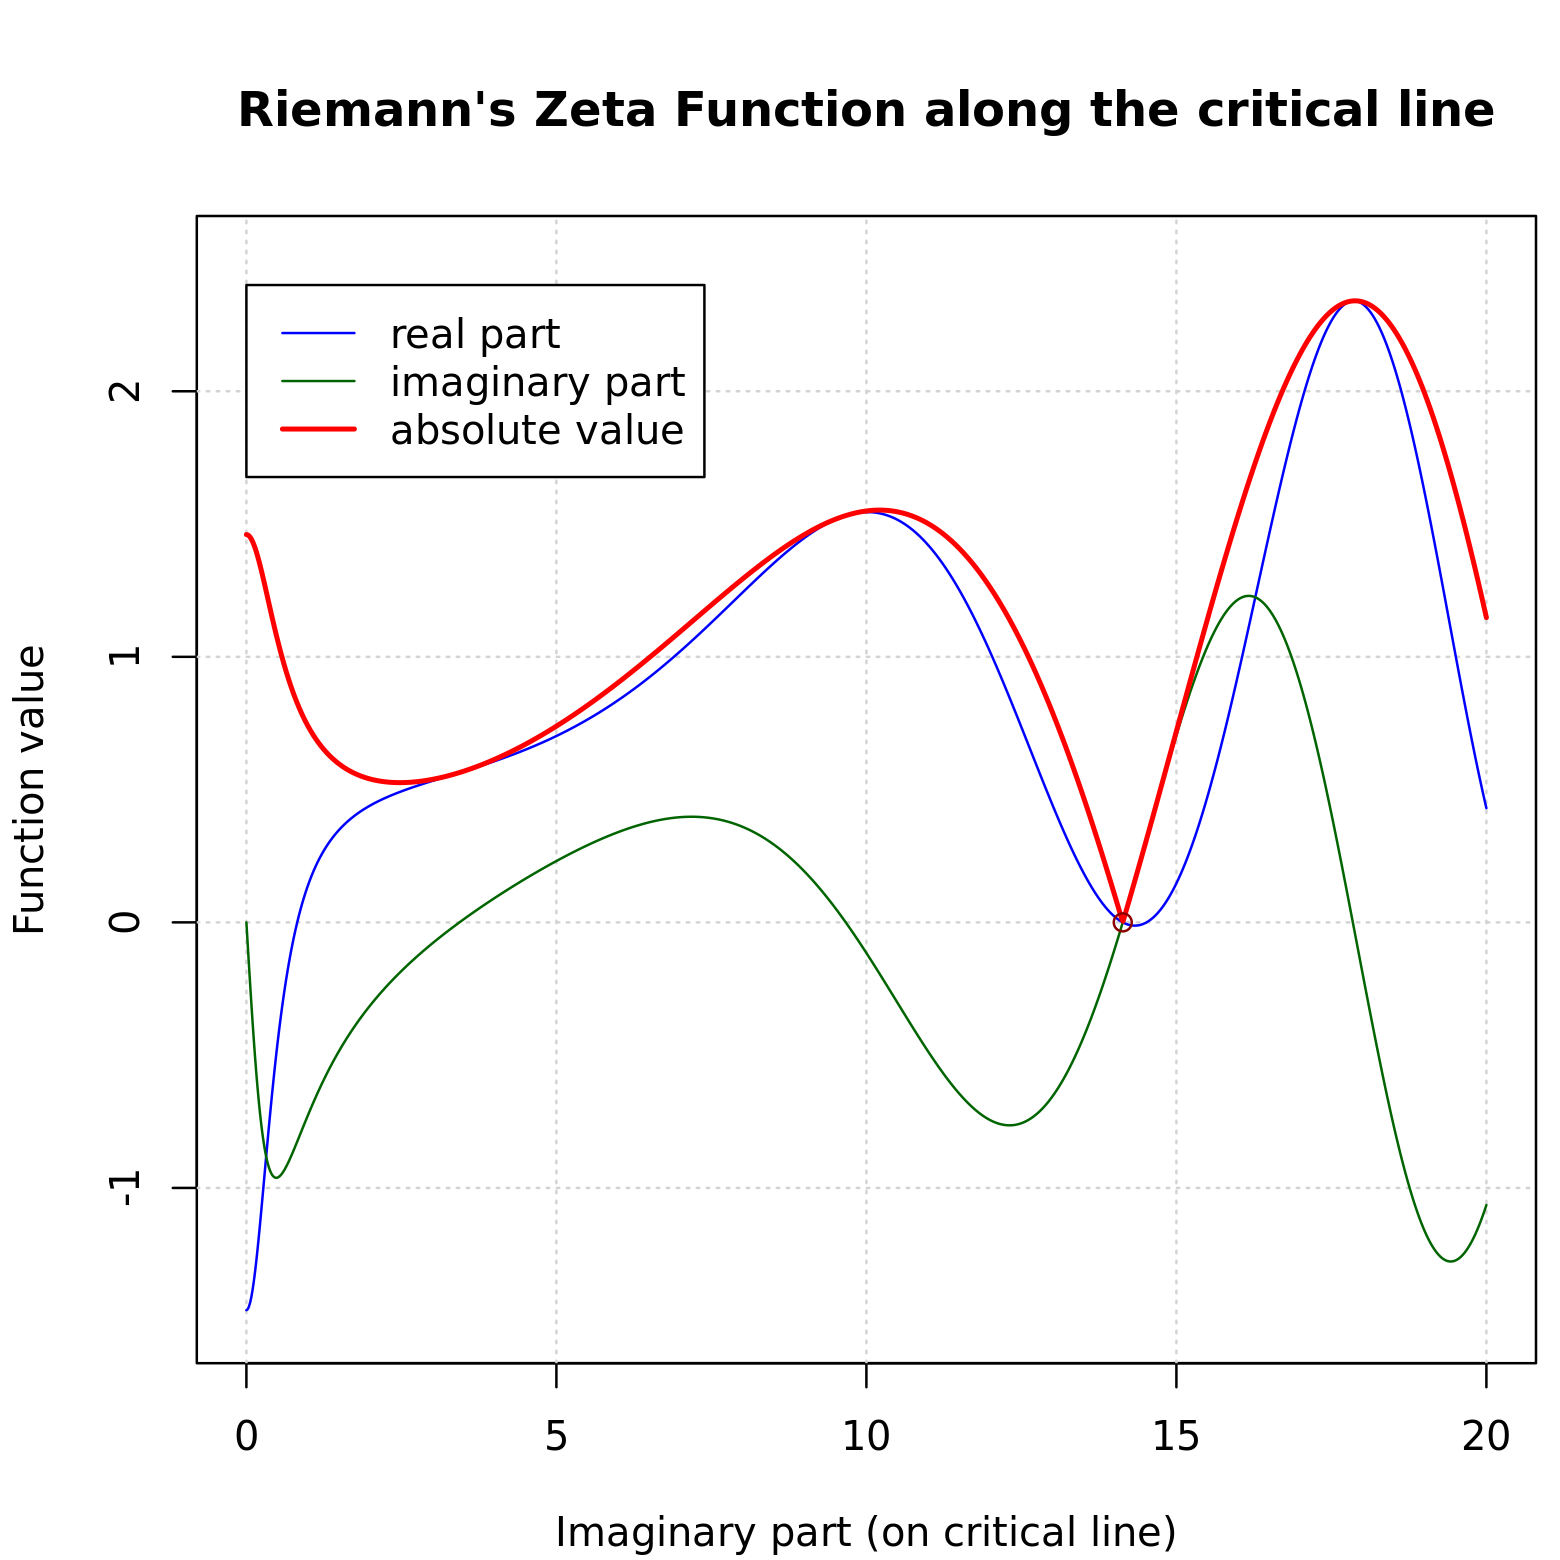 Riemann's Zeta Function along the critical line
real part
imaginary part
absolute value
Function value
2
1
0
-1
0 5 10 15 20
Imaginary part (on critical line)